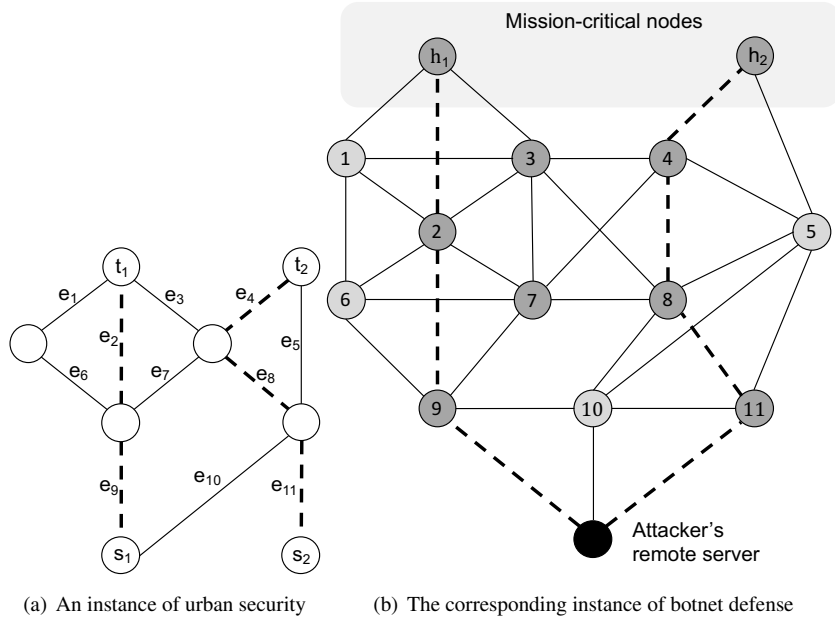 Mission-critical nodes
h1
h2
1
3
4
2
5
t1
t2
e1
e3
e4
6
7
8
e2
e5
e6
e7
e8
9
10
11
e9
e10
e11
s1
s2
Attacker's
remote server
(a) An instance of urban security
(b) The corresponding instance of botnet defense